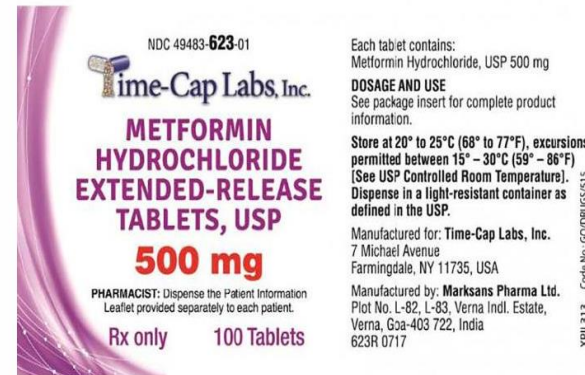 NDC 49483-623-01
Time-Cap Labs, Inc.
METFORMIN
HYDROCHLORIDE
EXTENDED-RELEASE
TABLETS, USP
500 mg
PHARMACIST: Dispense the Patient Information
Leaflet provided separately to each patient.
Rx only 100 Tablets
Each tablet contains:
Metformin Hydrochloride, USP 500 mg
DOSAGE AND USE
See package insert for complete product
information.
Store at 20° to 25°C (68° to 77°F), excursions
permitted between 15° – 30°C (59° – 86°F)
[See USP Controlled Room Temperature].
Dispense in a light-resistant container as
defined in the USP.
Manufactured for: Time-Cap Labs, Inc.
7 Michael Avenue
Farmingdale, NY 11735, USA
Manufactured by: Marksans Pharma Ltd.
Plot No. L-82, L-83, Verna Indl. Estate,
Verna, Goa-403 722, India
623R 0717
Code No.: GO/DRUGS/515